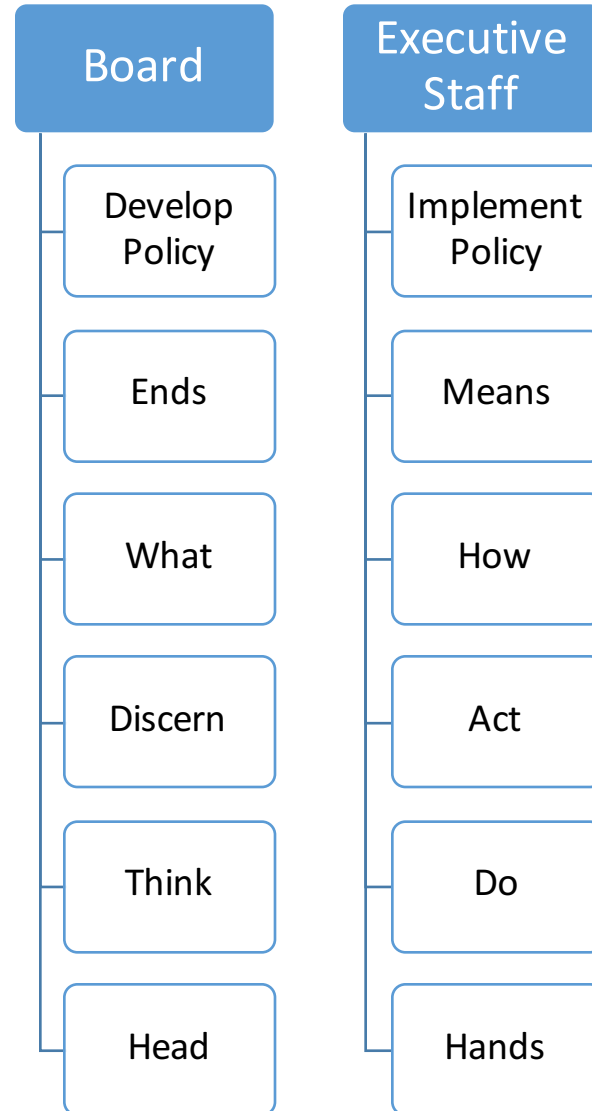 Board
Develop
Policy
Ends
What
Discern
Think
Head
Executive
Staff
Implement
Policy
Means
How
Act
Do
Hands